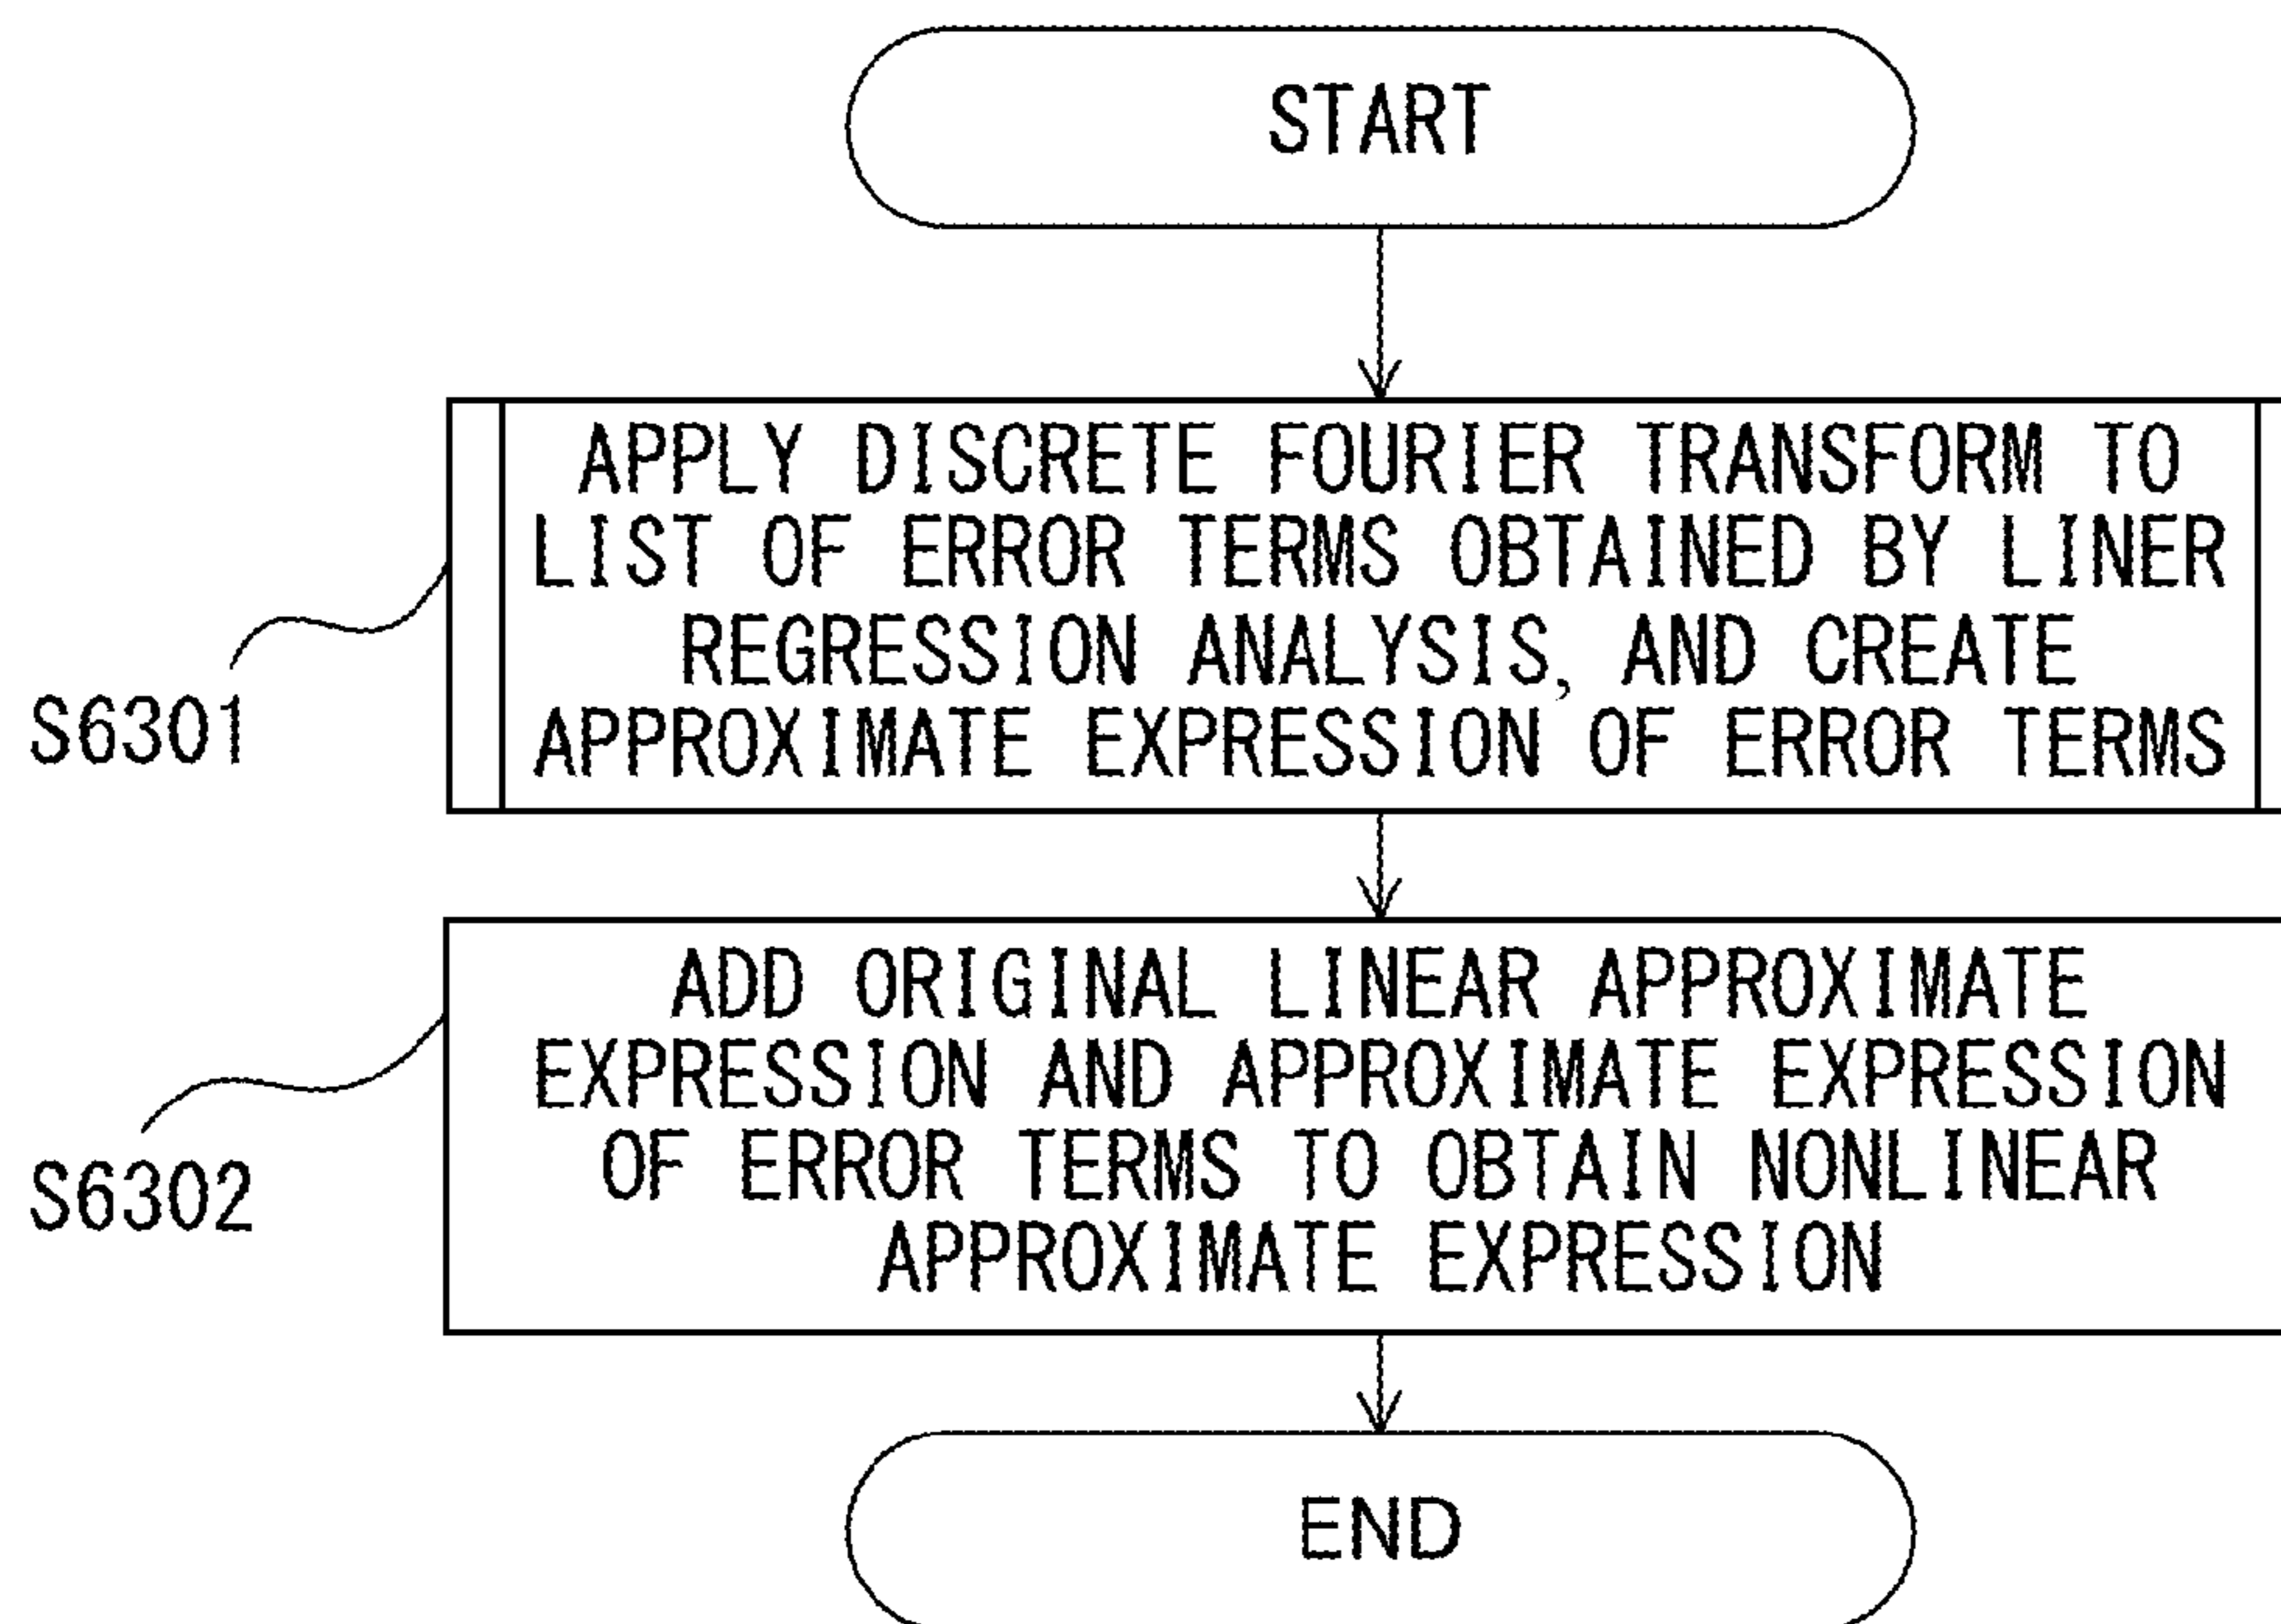 START
APPLY DISCRETE FOURIER TRANSFORM TO
LIST OF ERROR TERMS OBTAINED BY LINER
REGRESSION ANALYSIS, AND CREATE
APPROXIMATE EXPRESSION OF ERROR TERMS
S6301
ADD ORIGINAL LINEAR APPROXIMATE
EXPRESSION AND APPROXIMATE EXPRESSION
OF ERROR TERMS TO OBTAIN NONLINEAR
APPROXIMATE EXPRESSION
S6302
END